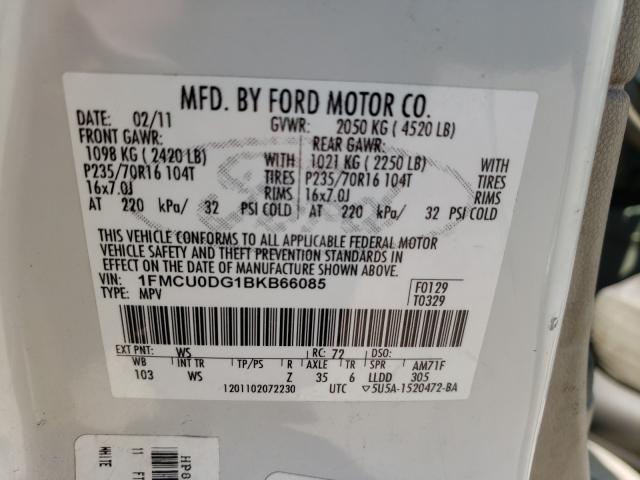 MFD. BY FORD MOTOR CO.
DATE: 02/11 GVWR: 2050 KG ( 4520 LB)
FRONT GAWR: REAR GAWR:
1098 KG ( 2420 LB) WITH 1021 KG ( 2250 LB) WITH
P235/70R16 104T TIRES P235/70R16 104T TIRES
16x7.0J RIMS 16x7.0J RIMS
AT 220 kPa/ 32 PSI COLD AT 220 kPa/ 32 PSI COLD
THIS VEHICLE CONFORMS TO ALL APPLICABLE FEDERAL MOTOR
VEHICLE SAFETY AND THEFT PREVENTION STANDARDS IN
EFFECT ON THE DATE OF MANUFACTURE SHOWN ABOVE.
VIN: 1FMCU0DG1BKB66085 F0129
TYPE: MPV T0329
EXT PNT: WS RC: 72 DSO:
WB INT TR TP/PS R AXLE TR SPR AM71F
103 WS Z 35 6 LLDD 305
1201102072230 UTC ▽5U5A-1520472-BA
WHITE
11